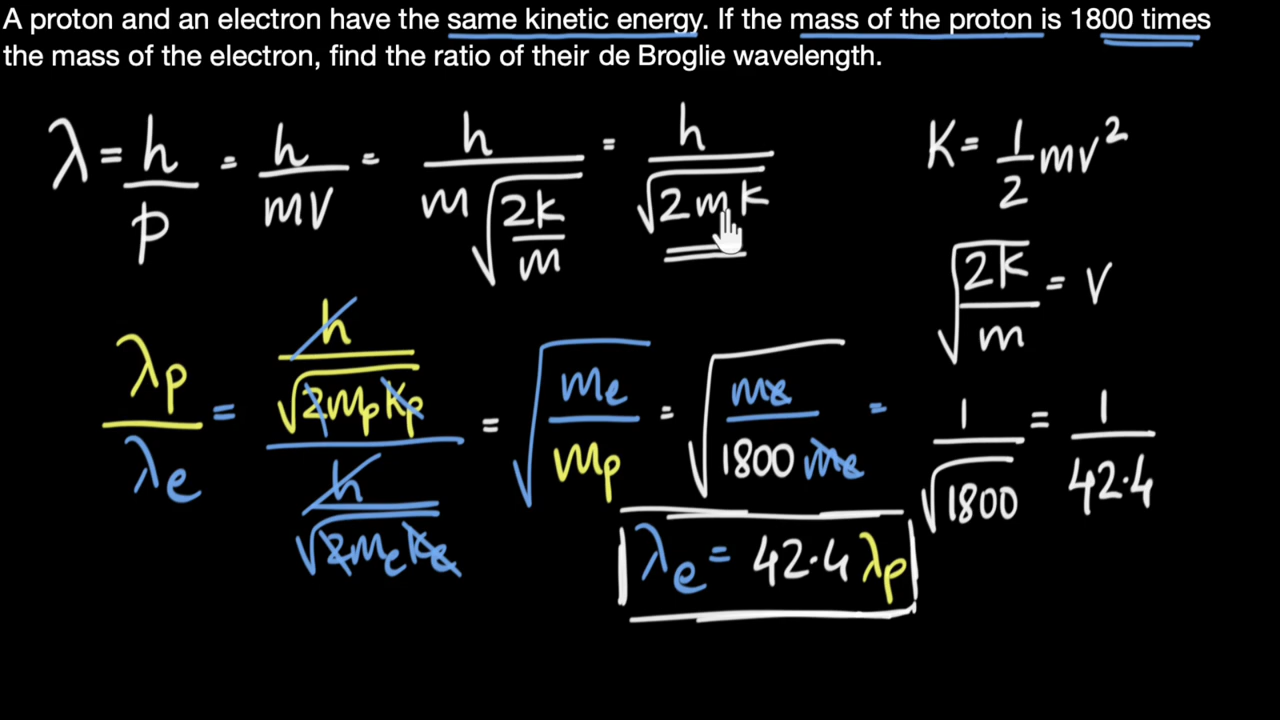 A proton and an electron have the same kinetic energy. If the mass of the proton is 1800 times
the mass of the electron, find the ratio of their de Broglie wavelength.
λ = h/p = h/mv = h/(m√(2K/m)) = h/√(2mK)
K = 1/2 mv²
√(2K/m) = v
λp/λe = (h/√(2mpKp))/(h/√(2meKe)) = √(me/mp) = √(me/1800me) = 1/√1800 = 1/42.4
λe = 42.4 λp